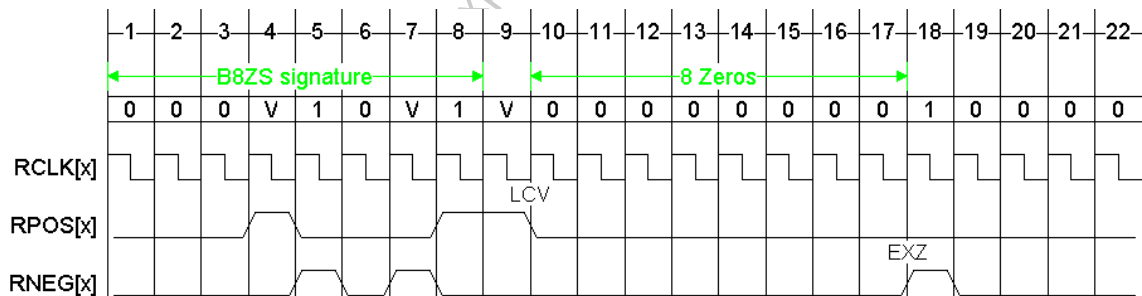 1 2 3 4 5 6 7 8 9 10 11 12 13 14 15 16 17 18 19 20 21 22
B8ZS signature 8 Zeros
0 0 0 V 1 0 V 1 V 0 0 0 0 0 0 0 0 1 0 0 0 0
RCLK[x]
LCV
RPOS[x]
EXZ
RNEG[x]